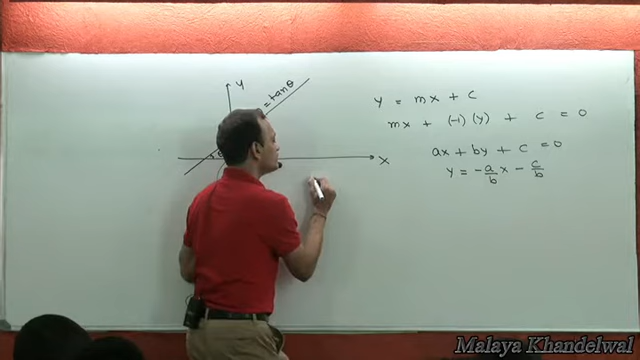 y
= tanθ
θ
x
y = mx + c
mx + (-1) (y) + c = 0
ax + by + c = 0
y = -a/b x - c/b
Malaya Khandelwal